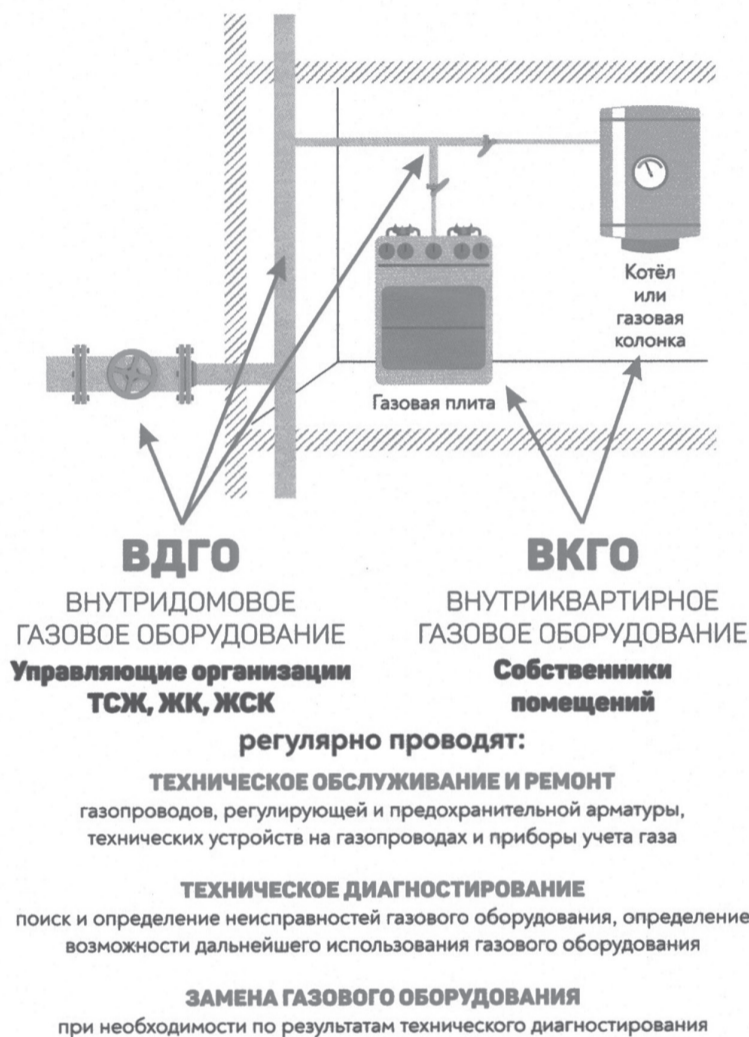 Котёл
или
газовая
колонка
Газовая плита
ВДГО
ВНУТРИДОМОВОЕ
ГАЗОВОЕ ОБОРУДОВАНИЕ
Управляющие организации
ТСЖ, ЖК, ЖСК
ВКГО
ВНУТРИКВАРТИРНОЕ
ГАЗОВОЕ ОБОРУДОВАНИЕ
Собственники
помещений
регулярно проводят:
ТЕХНИЧЕСКОЕ ОБСЛУЖИВАНИЕ И РЕМОНТ
газопроводов, регулирующей и предохранительной арматуры,
технических устройств на газопроводах и приборы учета газа
ТЕХНИЧЕСКОЕ ДИАГНОСТИРОВАНИЕ
поиск и определение неисправностей газового оборудования, определение
возможности дальнейшего использования газового оборудования
ЗАМЕНА ГАЗОВОГО ОБОРУДОВАНИЯ
при необходимости по результатам технического диагностирования